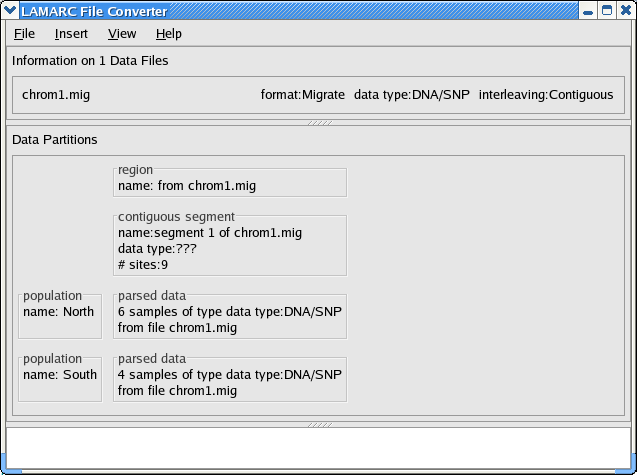 LAMARC File Converter
File Insert View Help
Information on 1 Data Files
chrom1.mig format:Migrate data type:DNA/SNP interleaving:Contiguous
Data Partitions
region
name: from chrom1.mig
contiguous segment
name:segment 1 of chrom1.mig
data type:???
# sites:9
population
name: North
parsed data
6 samples of type data type:DNA/SNP
from file chrom1.mig
population
name: South
parsed data
4 samples of type data type:DNA/SNP
from file chrom1.mig